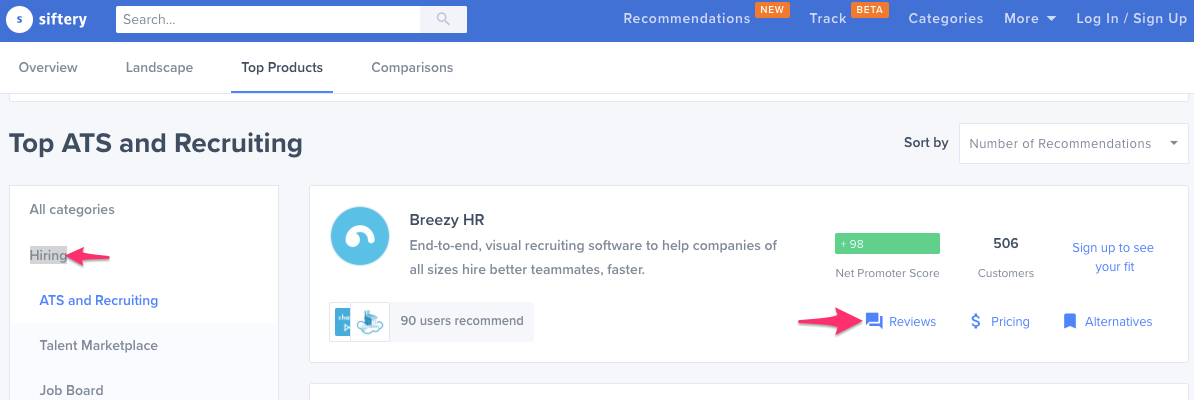 s siftery
Search...
Recommendations NEW
Track BETA
Categories
More
Log In / Sign Up
Overview
Landscape
Top Products
Comparisons
Top ATS and Recruiting
Sort by
Number of Recommendations
All categories
Hiring
ATS and Recruiting
Talent Marketplace
Job Board
Breezy HR
End-to-end, visual recruiting software to help companies of
all sizes hire better teammates, faster.
+ 98
Net Promoter Score
506
Customers
Sign up to see
your fit
90 users recommend
Reviews
$ Pricing
Alternatives